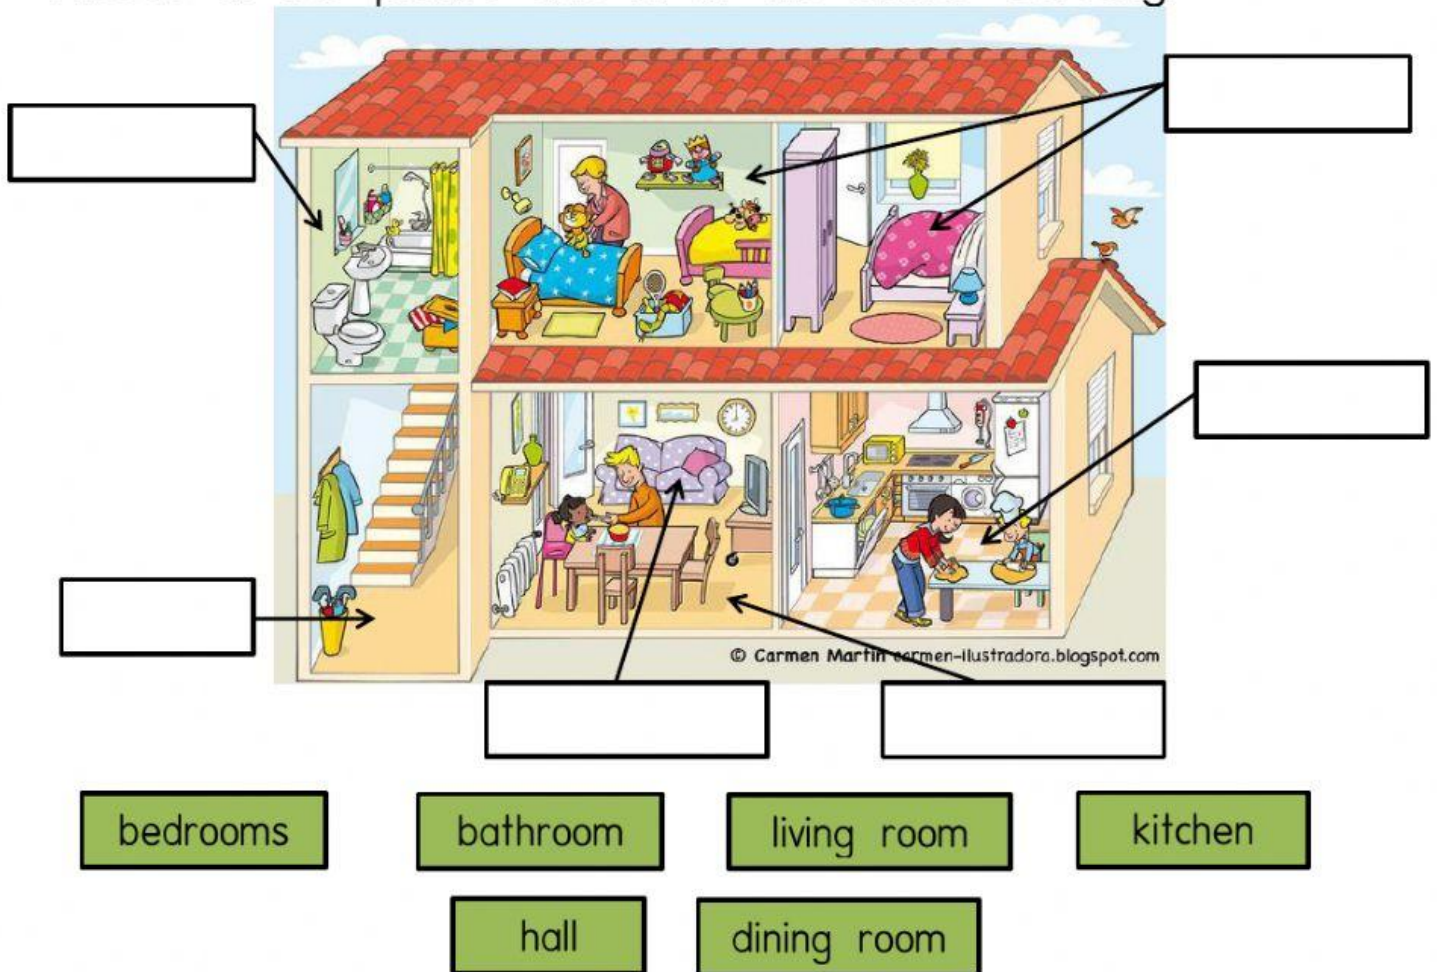 © Carmen Martin carmen-ilustradora.blogspot.com
bedrooms bathroom living room kitchen
hall dining room